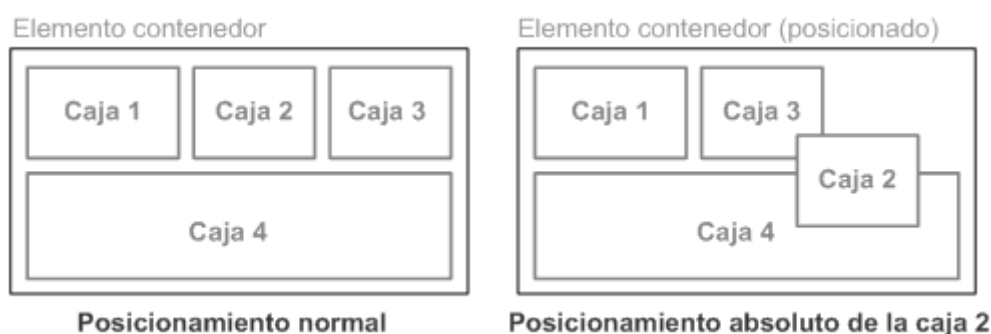 Elemento contenedor
Caja 1
Caja 2
Caja 3
Caja 4
Posicionamiento normal
Elemento contenedor (posicionado)
Caja 1
Caja 3
Caja 2
Caja 4
Posicionamiento absoluto de la caja 2